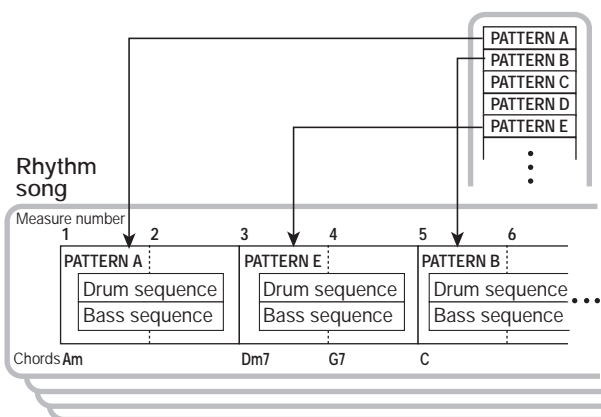 PATTERN A
PATTERN B
PATTERN C
PATTERN D
PATTERN E
Rhythm
song
Measure number
1 2 3 4 5 6
PATTERN A PATTERN E PATTERN B
Drum sequence Drum sequence Drum sequence
Bass sequence Bass sequence Bass sequence
Chords Am Dm7 G7 C